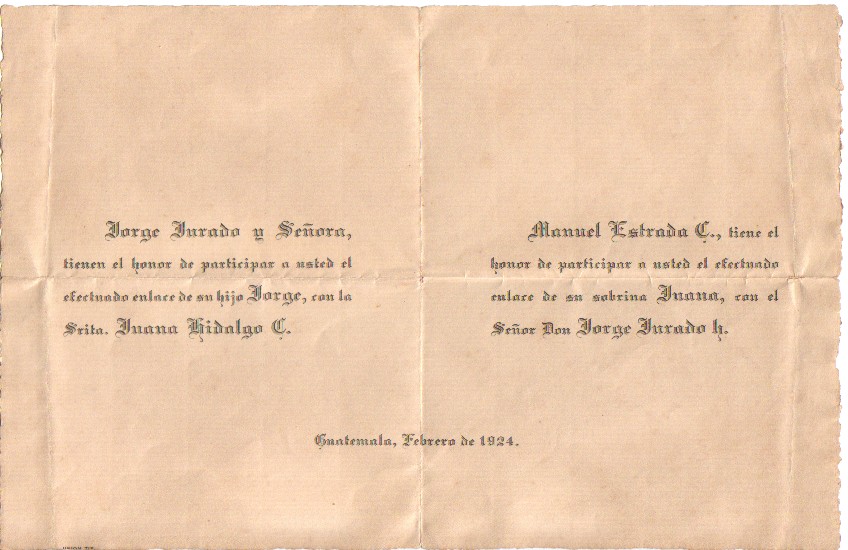 Jorge Jurado y Señora,
tienen el honor de participar a usted el
efectuado enlace de su hijo Jorge, con la
Srita. Juana Hidalgo C.
Manuel Estrada C., tiene el
honor de participar a usted el efectuado
enlace de su sobrina Juana, con el
Señor Don Jorge Jurado h.
Guatemala, Febrero de 1924.